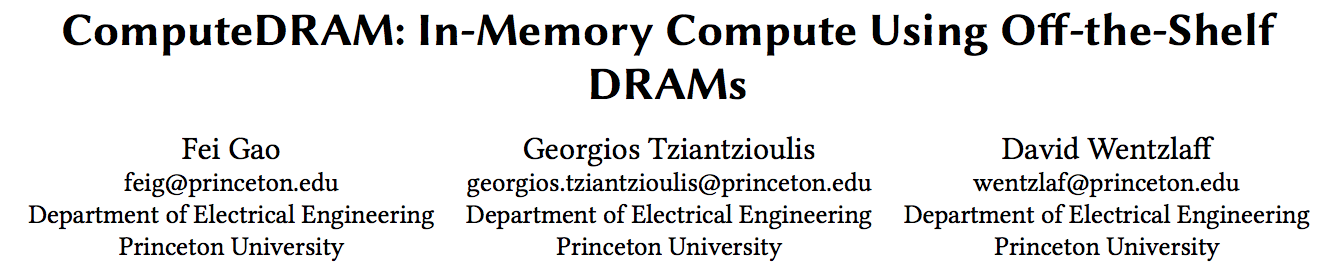 ComputeDRAM: In-Memory Compute Using Off-the-Shelf
DRAMs
Fei Gao
feig@princeton.edu
Department of Electrical Engineering
Princeton University
Georgios Tziantzioulis
georgios.tziantzioulis@princeton.edu
Department of Electrical Engineering
Princeton University
David Wentzlaff
wentzlaf@princeton.edu
Department of Electrical Engineering
Princeton University